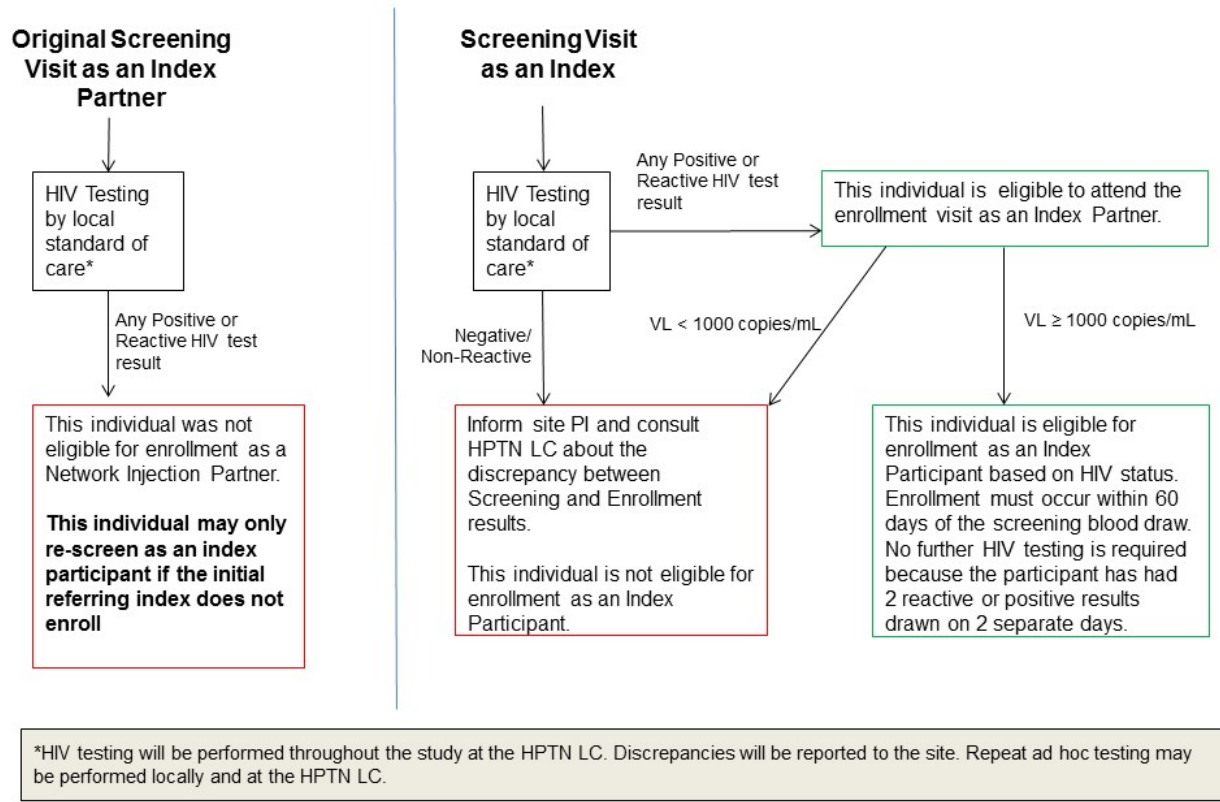 Original Screening
Visit as an Index
Partner
HIV Testing
by local
standard of
care*
Any Positive or
Reactive HIV test
result
This individual was not
eligible for enrollment as a
Network Injection Partner.
This individual may only
re-screen as an index
participant if the initial
referring index does not
enroll
Screening Visit
as an Index
HIV Testing
by local
standard of
care*
Any Positive or
Reactive HIV test
result
This individual is eligible to attend the
enrollment visit as an Index Partner.
Negative/
Non-Reactive
VL < 1000 copies/mL
VL ≥ 1000 copies/mL
Inform site PI and consult
HPTN LC about the
discrepancy between
Screening and Enrollment
results.
This individual is not eligible for
enrollment as an Index
Participant.
This individual is eligible for
enrollment as an Index
Participant based on HIV status.
Enrollment must occur within 60
days of the screening blood draw.
No further HIV testing is required
because the participant has had
2 reactive or positive results
drawn on 2 separate days.
*HIV testing will be performed throughout the study at the HPTN LC. Discrepancies will be reported to the site. Repeat ad hoc testing may
be performed locally and at the HPTN LC.